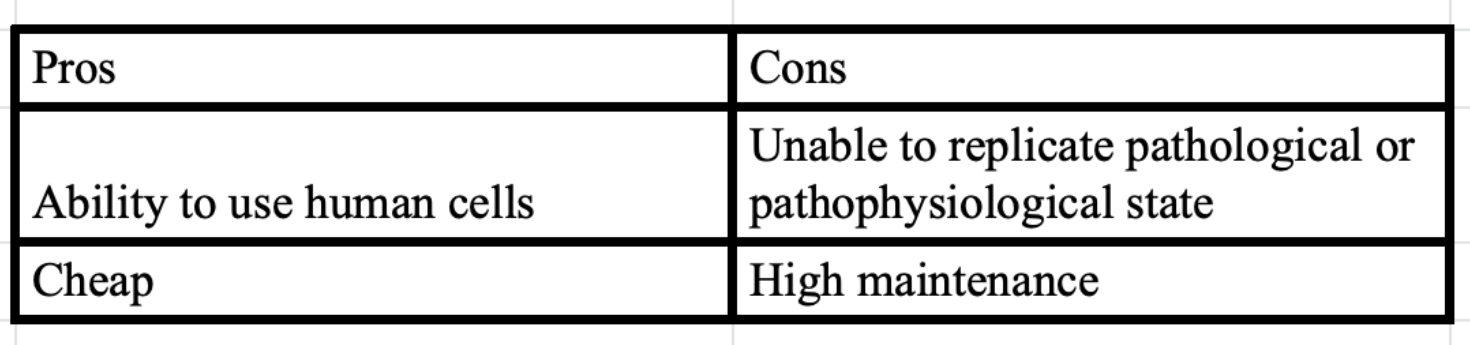 Pros
Cons
Ability to use human cells
Unable to replicate pathological or
pathophysiological state
Cheap
High maintenance